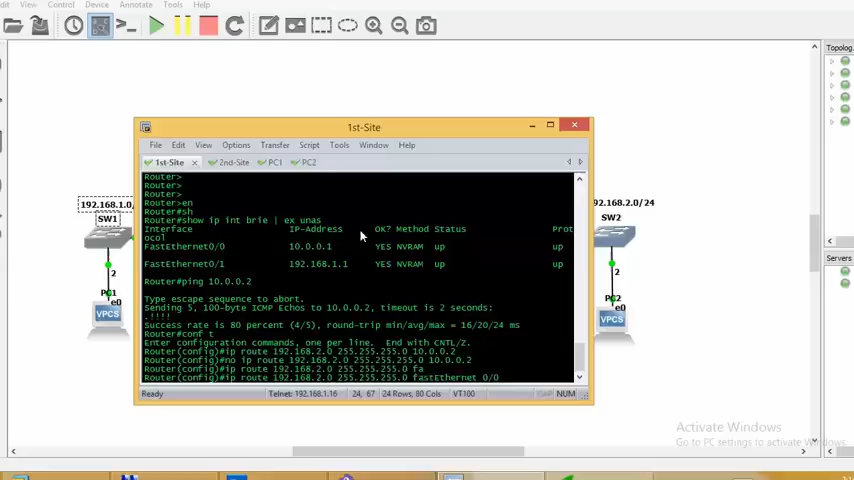 dit View Control Device Annotate Tools Help
Topolog.
1st-Site
File Edit View Options Transfer Script Tools Window Help
1st-Site 2nd-Site PC1 PC2
192.168.1.0/
SW1
2
PC1
e0
VPCS
Router>
Router>
Router>
Router>en
Router#sh
Router#show ip int brie | ex unas
Interface IP-Address OK? Method Status Prot
ocol
FastEthernet0/0 10.0.0.1 YES NVRAM up up
FastEthernet0/1 192.168.1.1 YES NVRAM up up
Router#ping 10.0.0.2
Type escape sequence to abort.
Sending 5, 100-byte ICMP Echos to 10.0.0.2, timeout is 2 seconds:
.!!!!
Success rate is 80 percent (4/5), round-trip min/avg/max = 16/20/24 ms
Router#conf t
Enter configuration commands, one per line. End with CNTL/Z.
Router(config)#ip route 192.168.2.0 255.255.255.0 10.0.0.2
Router(config)#no ip route 192.168.2.0 255.255.255.0 10.0.0.2
Router(config)#ip route 192.168.2.0 255.255.255.0 fa
Router(config)#ip route 192.168.2.0 255.255.255.0 fastEthernet 0/0
Ready Telnet: 192.168.1.16 24, 67 24 Rows, 80 Cols VT100 NUM
92.168.2.0/24
SW2
2
PC2
e0
VPCS
Servers
Activate Windows
Go to PC settings to activate Windows.